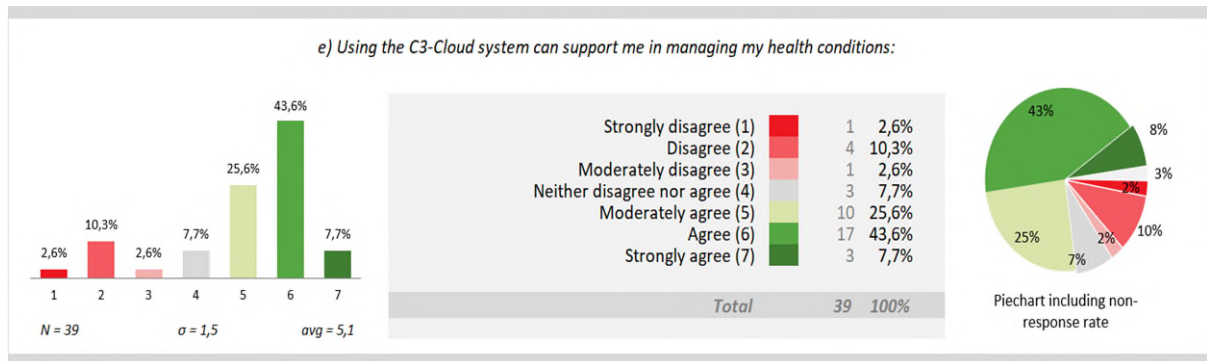 e) Using the C3-Cloud system can support me in managing my health conditions:
43,6%
25,6%
10,3%
7,7%
7,7%
2,6%
2,6%
1 2 3 4 5 6 7
N = 39 σ = 1,5 avg = 5,1
Strongly disagree (1) 1 2,6%
Disagree (2) 4 10,3%
Moderately disagree (3) 1 2,6%
Neither disagree nor agree (4) 3 7,7%
Moderately agree (5) 10 25,6%
Agree (6) 17 43,6%
Strongly agree (7) 3 7,7%
Total 39 100%
43%
8%
3%
2%
10%
2%
7%
25%
Piechart including non-
response rate